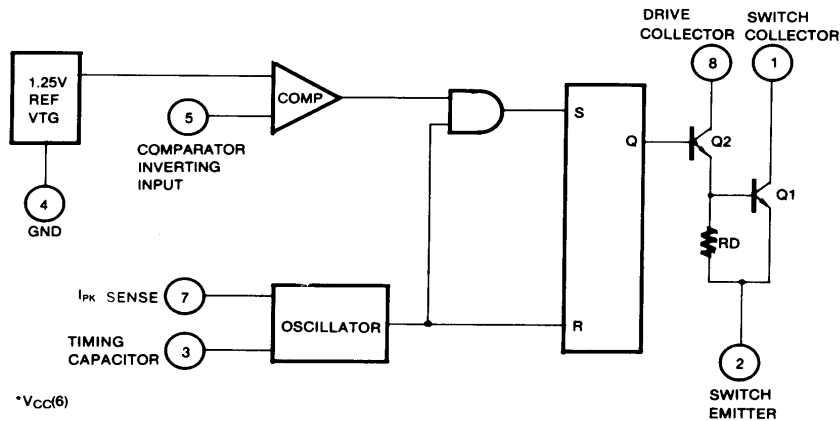 DRIVE
COLLECTOR
SWITCH
COLLECTOR
8
1
1.25V
REF
VTG
COMP
5
COMPARATOR
INVERTING
INPUT
S
Q
Q2
Q1
4
GND
RD
IPK SENSE
7
OSCILLATOR
R
TIMING
CAPACITOR
3
2
SWITCH
EMITTER
*VCC(6)